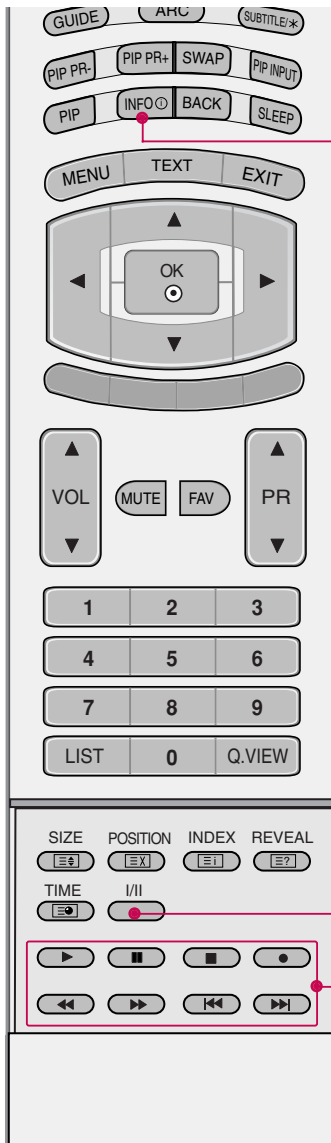 GUIDE ARC SUBTITLE/*
PIP PR- PIP PR+ SWAP PIP INPUT
PIP INFO i BACK SLEEP
MENU TEXT EXIT
OK
VOL MUTE FAV PR
1 2 3
4 5 6
7 8 9
LIST 0 Q.VIEW
SIZE POSITION INDEX REVEAL
TIME I/II